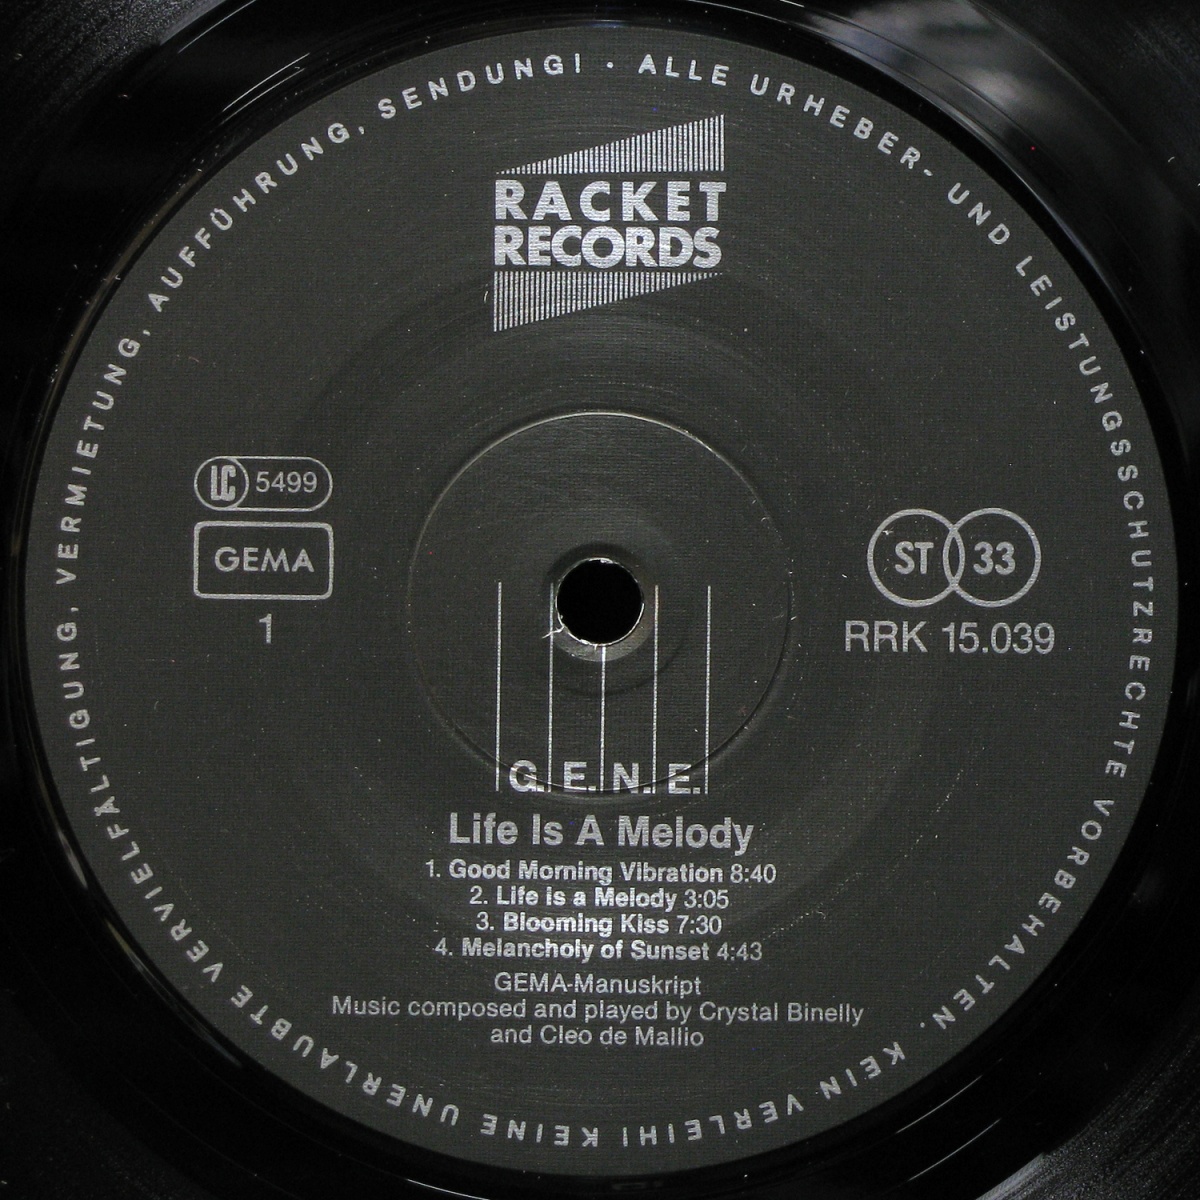 ALLE URHEBER- UND LEISTUNGSSCHUTZRECHTE VORBEHALTEN. KEIN VERLEIH! KEINE UNERLAUBTE VERVIELFÄLTIGUNG, VERMIETUNG, AUFFÜHRUNG, SENDUNG! ·
RACKET
RECORDS
LC 5499
GEMA
1
ST 33
RRK 15.039
G. E. N. E.
Life Is A Melody
1. Good Morning Vibration 8:40
2. Life is a Melody 3:05
3. Blooming Kiss 7:30
4. Melancholy of Sunset 4:43
GEMA-Manuskript
Music composed and played by Crystal Binelly
and Cleo de Mallio